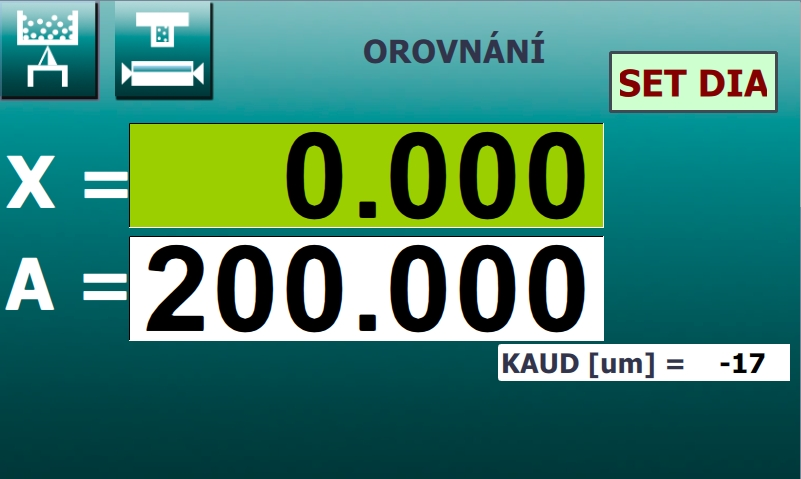 OROVNÁNÍ
SET DIA
X = 0.000
A = 200.000
KAUD [um] = -17